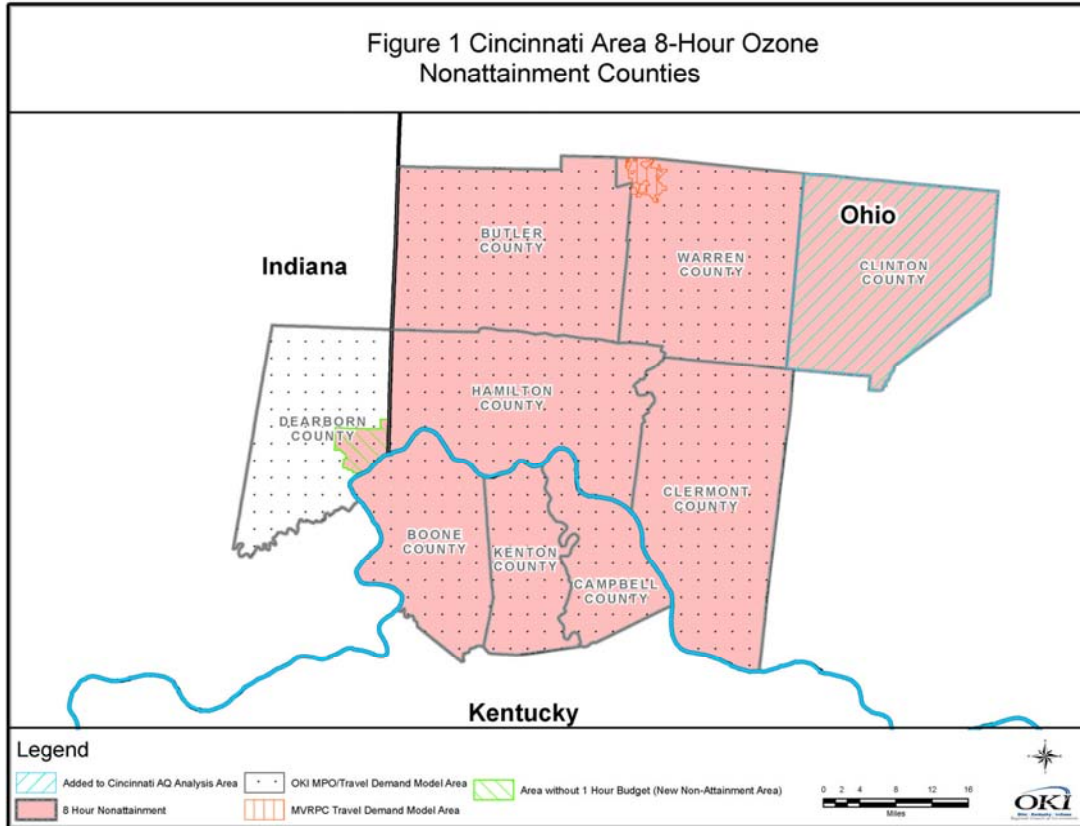 Figure 1 Cincinnati Area 8-Hour Ozone
Nonattainment Counties
Indiana
Ohio
BUTLER
COUNTY
WARREN
COUNTY
CLINTON
COUNTY
DEARBORN
COUNTY
HAMILTON
COUNTY
CLERMONT
COUNTY
BOONE
COUNTY
KENTON
COUNTY
CAMPBELL
COUNTY
Kentucky
Legend
Added to Cincinnati AQ Analysis Area
OKI MPO/Travel Demand Model Area
Area without 1 Hour Budget (New Non-Attainment Area)
8 Hour Nonattainment
MVRPC Travel Demand Model Area
0 2 4 8 12 16
Miles
OKI